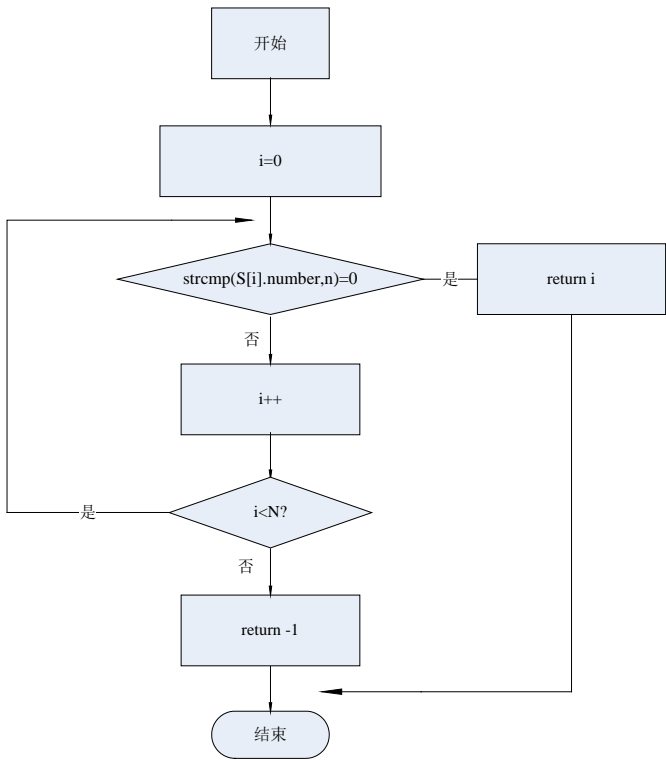 开始
i=0
strcmp(S[i].number,n)=0
是
return i
否
i++
i<N?
是
否
return -1
结束